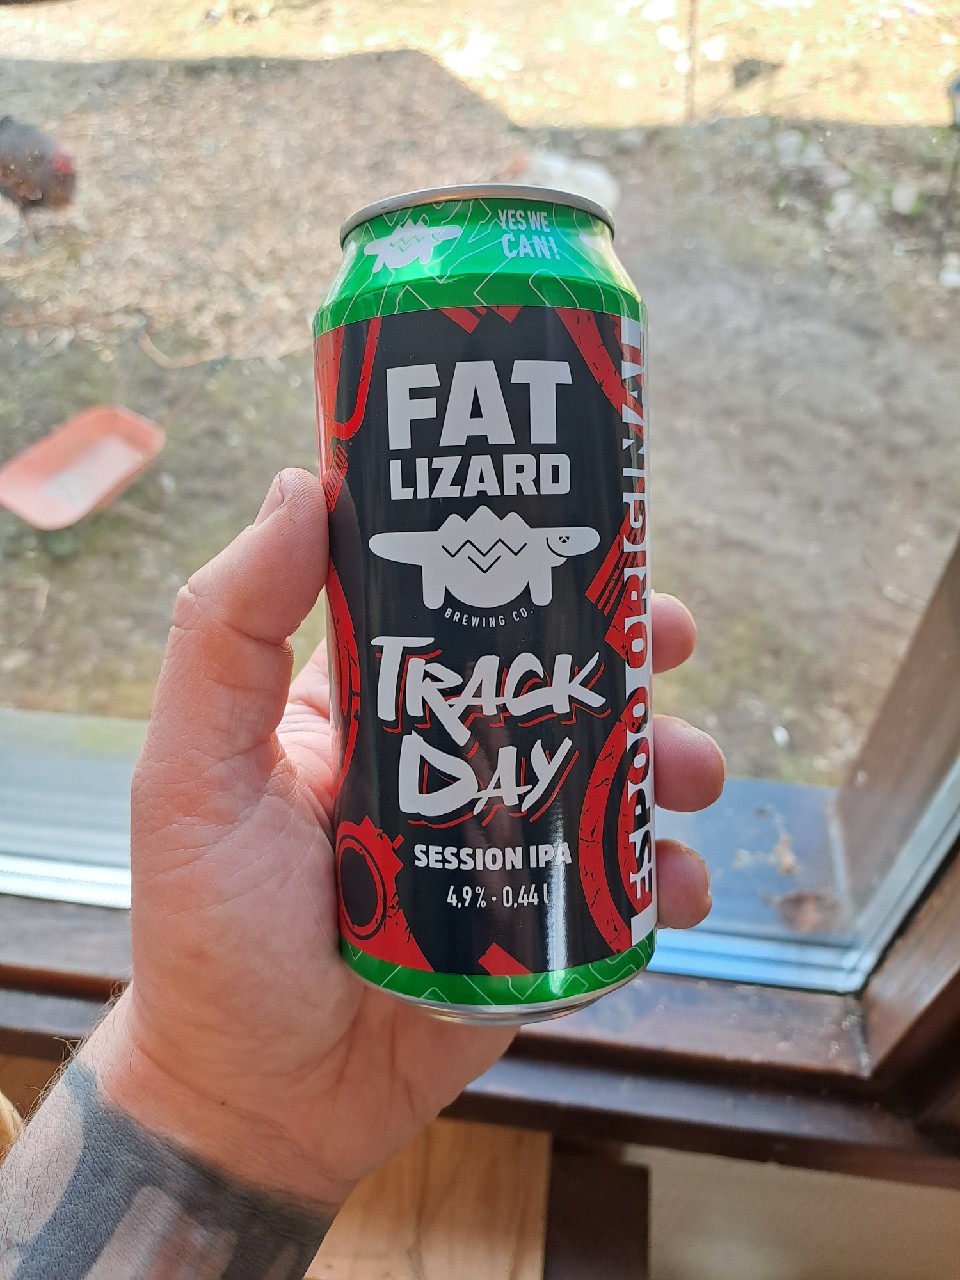 YES WE
CAN!
FAT
LIZARD
BREWING CO.
TRACK
DAY
SESSION IPA
4,9% · 0,44 l
ESPOO ORIGINAL